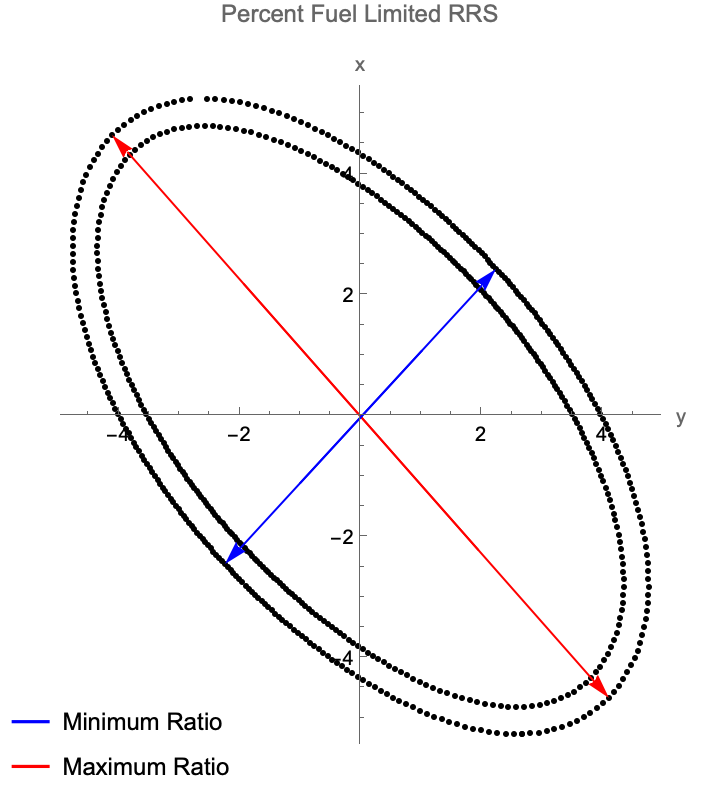 Percent Fuel Limited RRS
x
4
2
−4 −2 2 4 y
−2
−4
Minimum Ratio
Maximum Ratio